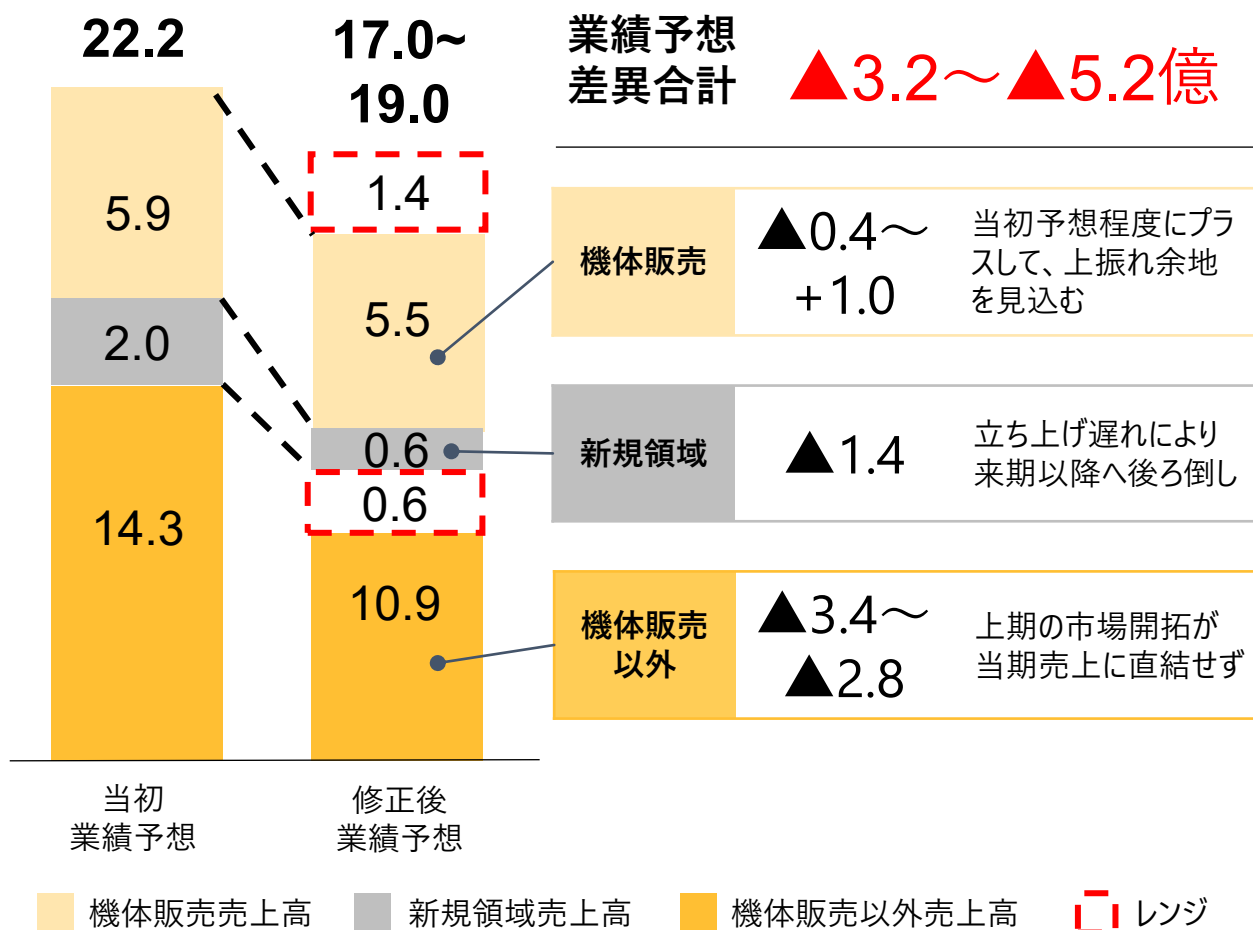 22.2
17.0~
19.0
業績予想
差異合計
▲3.2～▲5.2億
5.9
2.0
14.3
1.4
5.5
0.6
0.6
10.9
機体販売
▲0.4～
+1.0
当初予想程度にプラ
スして、上振れ余地
を見込む
新規領域
▲1.4
立ち上げ遅れにより
来期以降へ後ろ倒し
機体販売
以外
▲3.4～
▲2.8
上期の市場開拓が
当期売上に直結せず
当初
業績予想
修正後
業績予想
機体販売売上高
新規領域売上高
機体販売以外売上高
レンジ